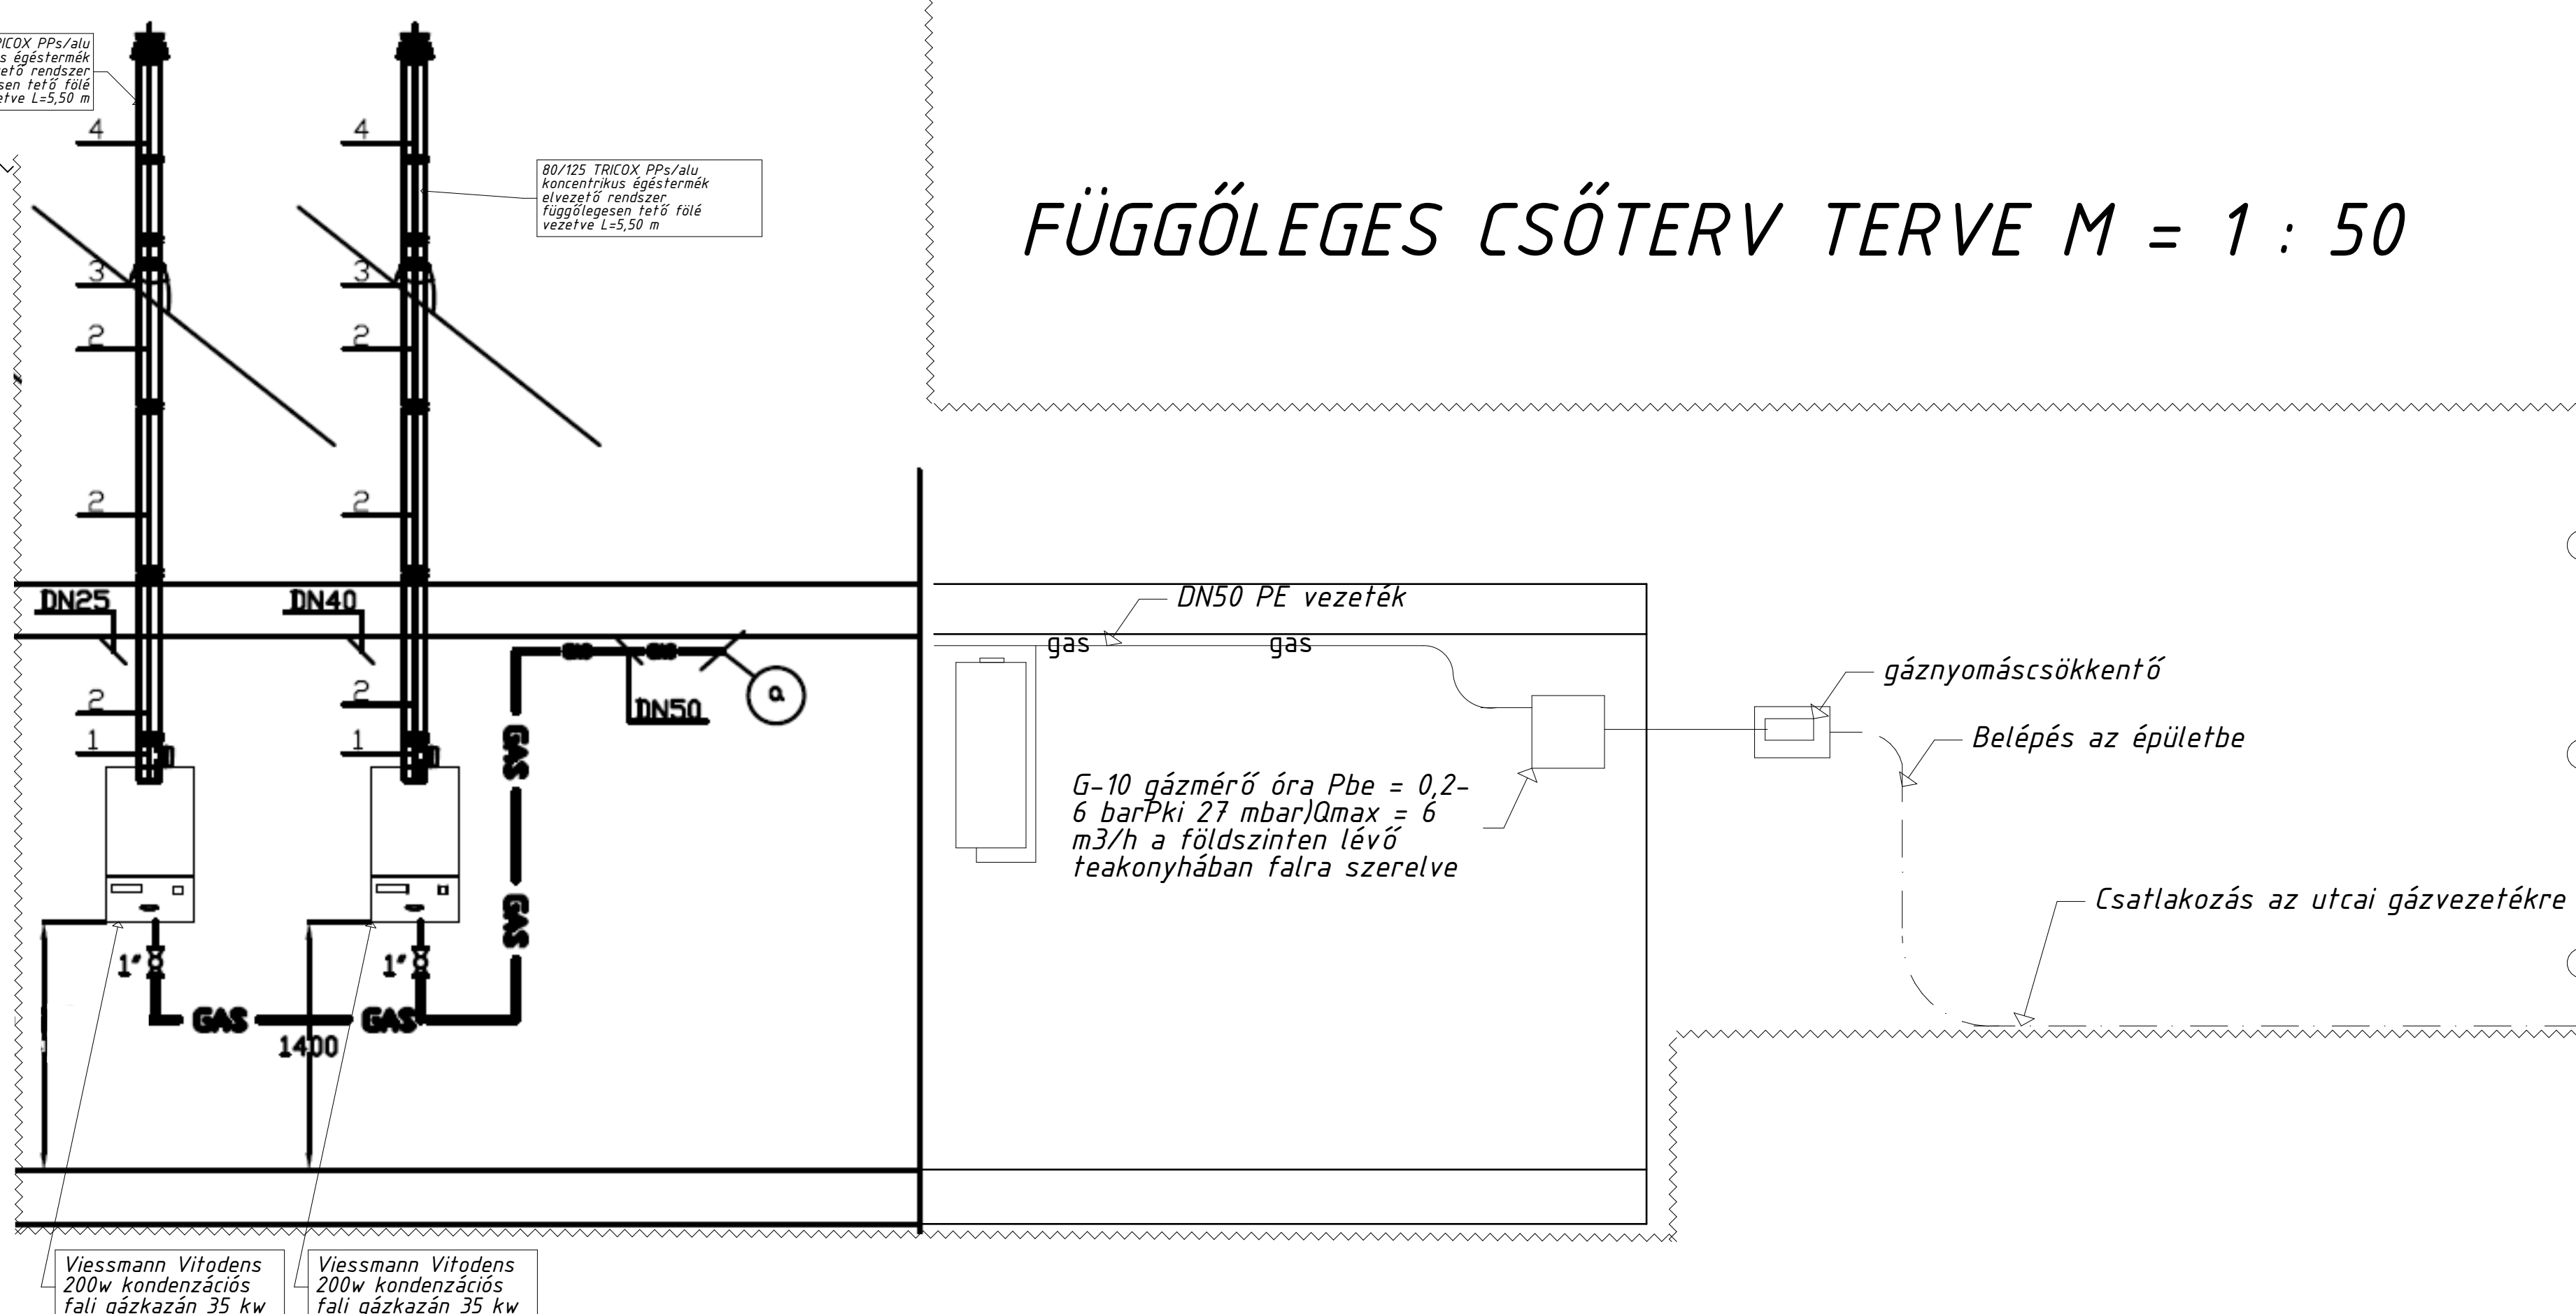 PPs/alu
égéstermék
rendszer
tető fölé
L=5,50 m
4
4
80/125 TRICOX PPs/alu
koncentrikus égéstermék
elvezető rendszer
függőlegesen tető fölé
vezetve L=5,50 m
FÜGGŐLEGES CSŐTERV TERVE M = 1 : 50
3
3
2
2
2
2
DN25
DN40
DN50 PE vezeték
gas
gas
2
2
DN50
a
1
1
GAS
GAS
gáznyomáscsökkentő
Belépés az épületbe
G-10 gázmérő óra Pbe = 0,2-
6 barPki 27 mbar)Qmax = 6
m3/h a földszinten lévő
teakonyhában falra szerelve
Csatlakozás az utcai gázvezetékre
1"
1"
GAS
GAS
1400
Viessmann Vitodens
200w kondenzációs
fali gázkazán 35 kw
Viessmann Vitodens
200w kondenzációs
fali gázkazán 35 kw